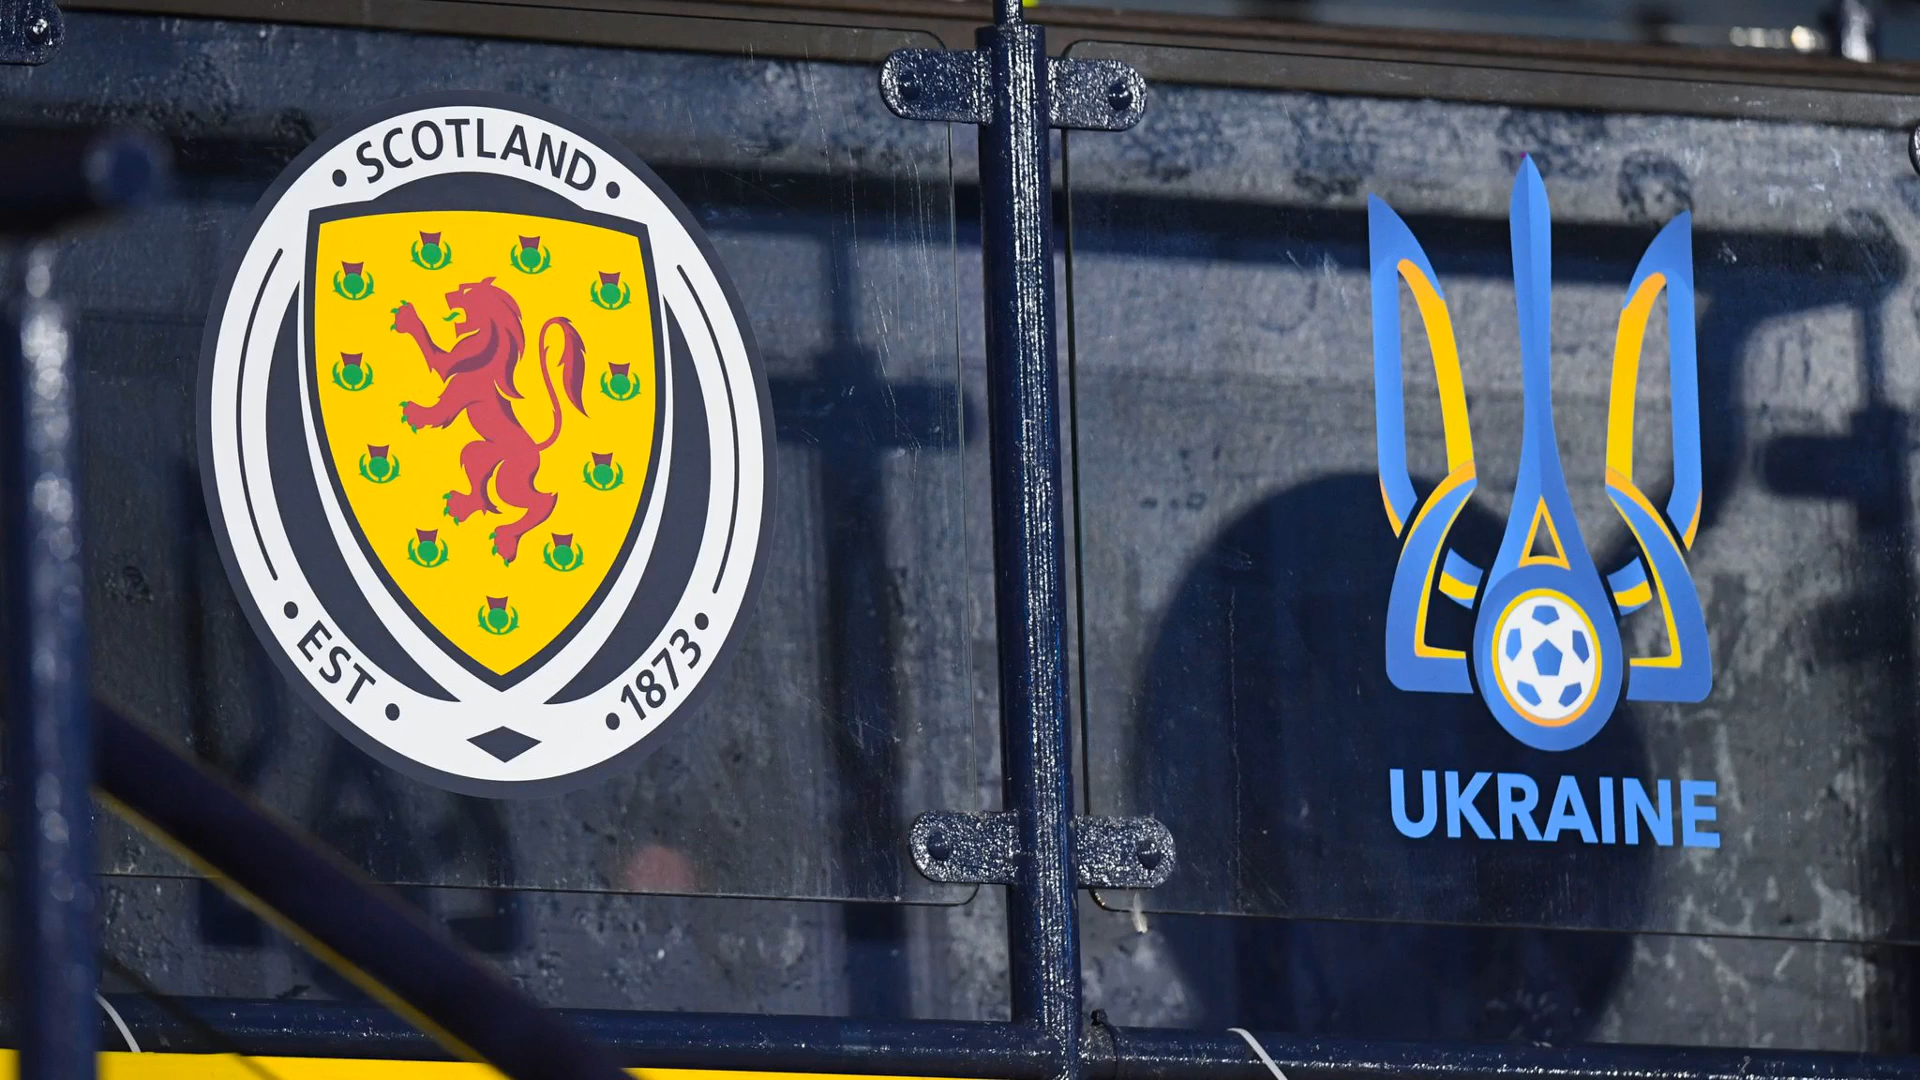 • SCOTLAND •
• EST •
• 1873 •
UKRAINE